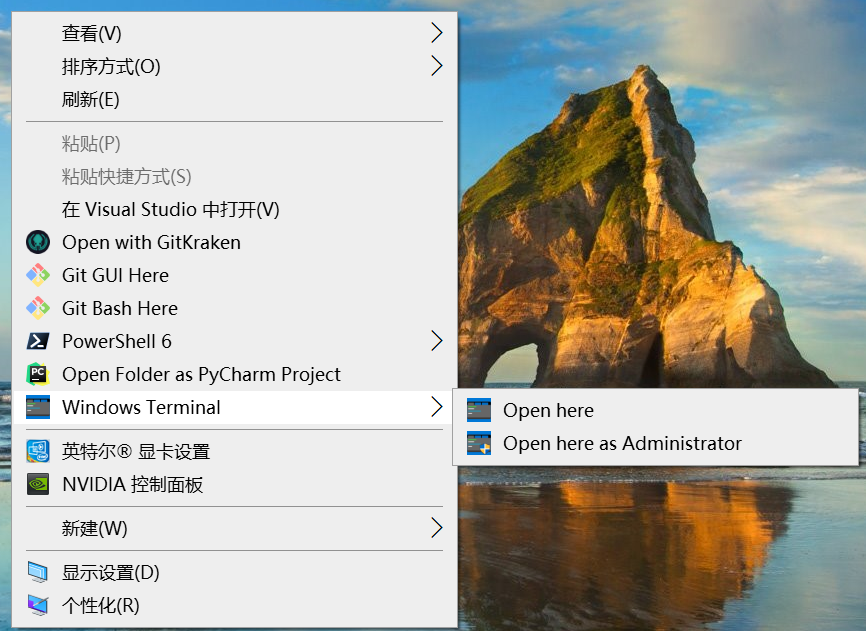 查看(V)
排序方式(O)
刷新(E)
粘贴(P)
粘贴快捷方式(S)
在 Visual Studio 中打开(V)
Open with GitKraken
Git GUI Here
Git Bash Here
PowerShell 6
Open Folder as PyCharm Project
Windows Terminal
Open here
Open here as Administrator
英特尔® 显卡设置
NVIDIA 控制面板
新建(W)
显示设置(D)
个性化(R)